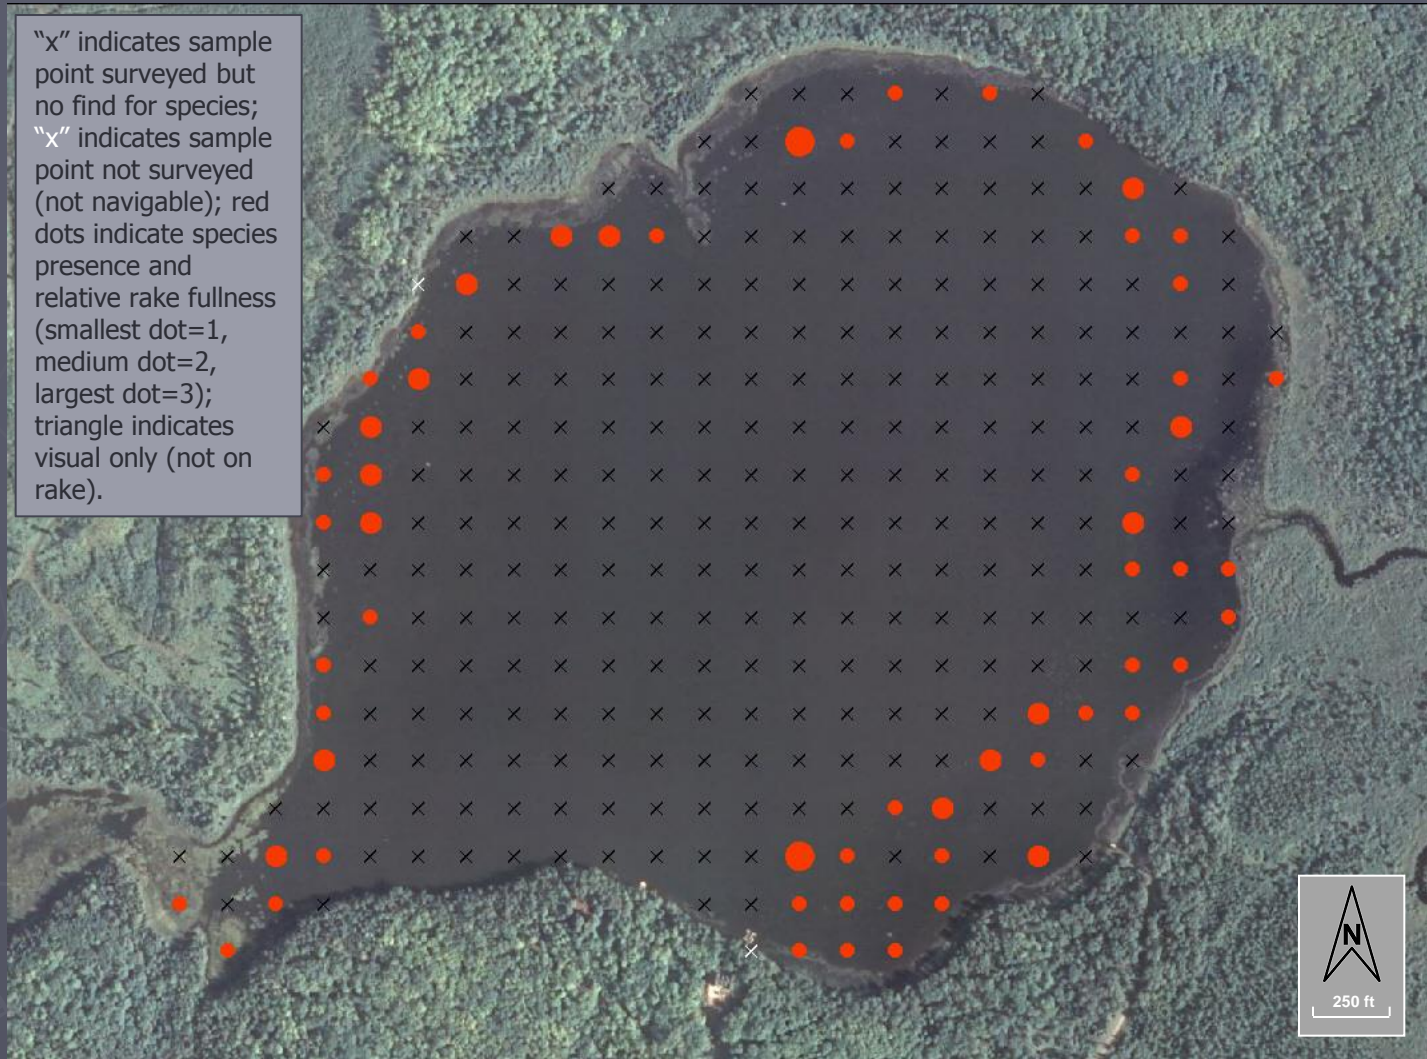 “x” indicates sample
point surveyed but
no find for species;
“x” indicates sample
point not surveyed
(not navigable); red
dots indicate species
presence and
relative rake fullness
(smallest dot=1,
medium dot=2,
largest dot=3);
triangle indicates
visual only (not on
rake).
N
250 ft